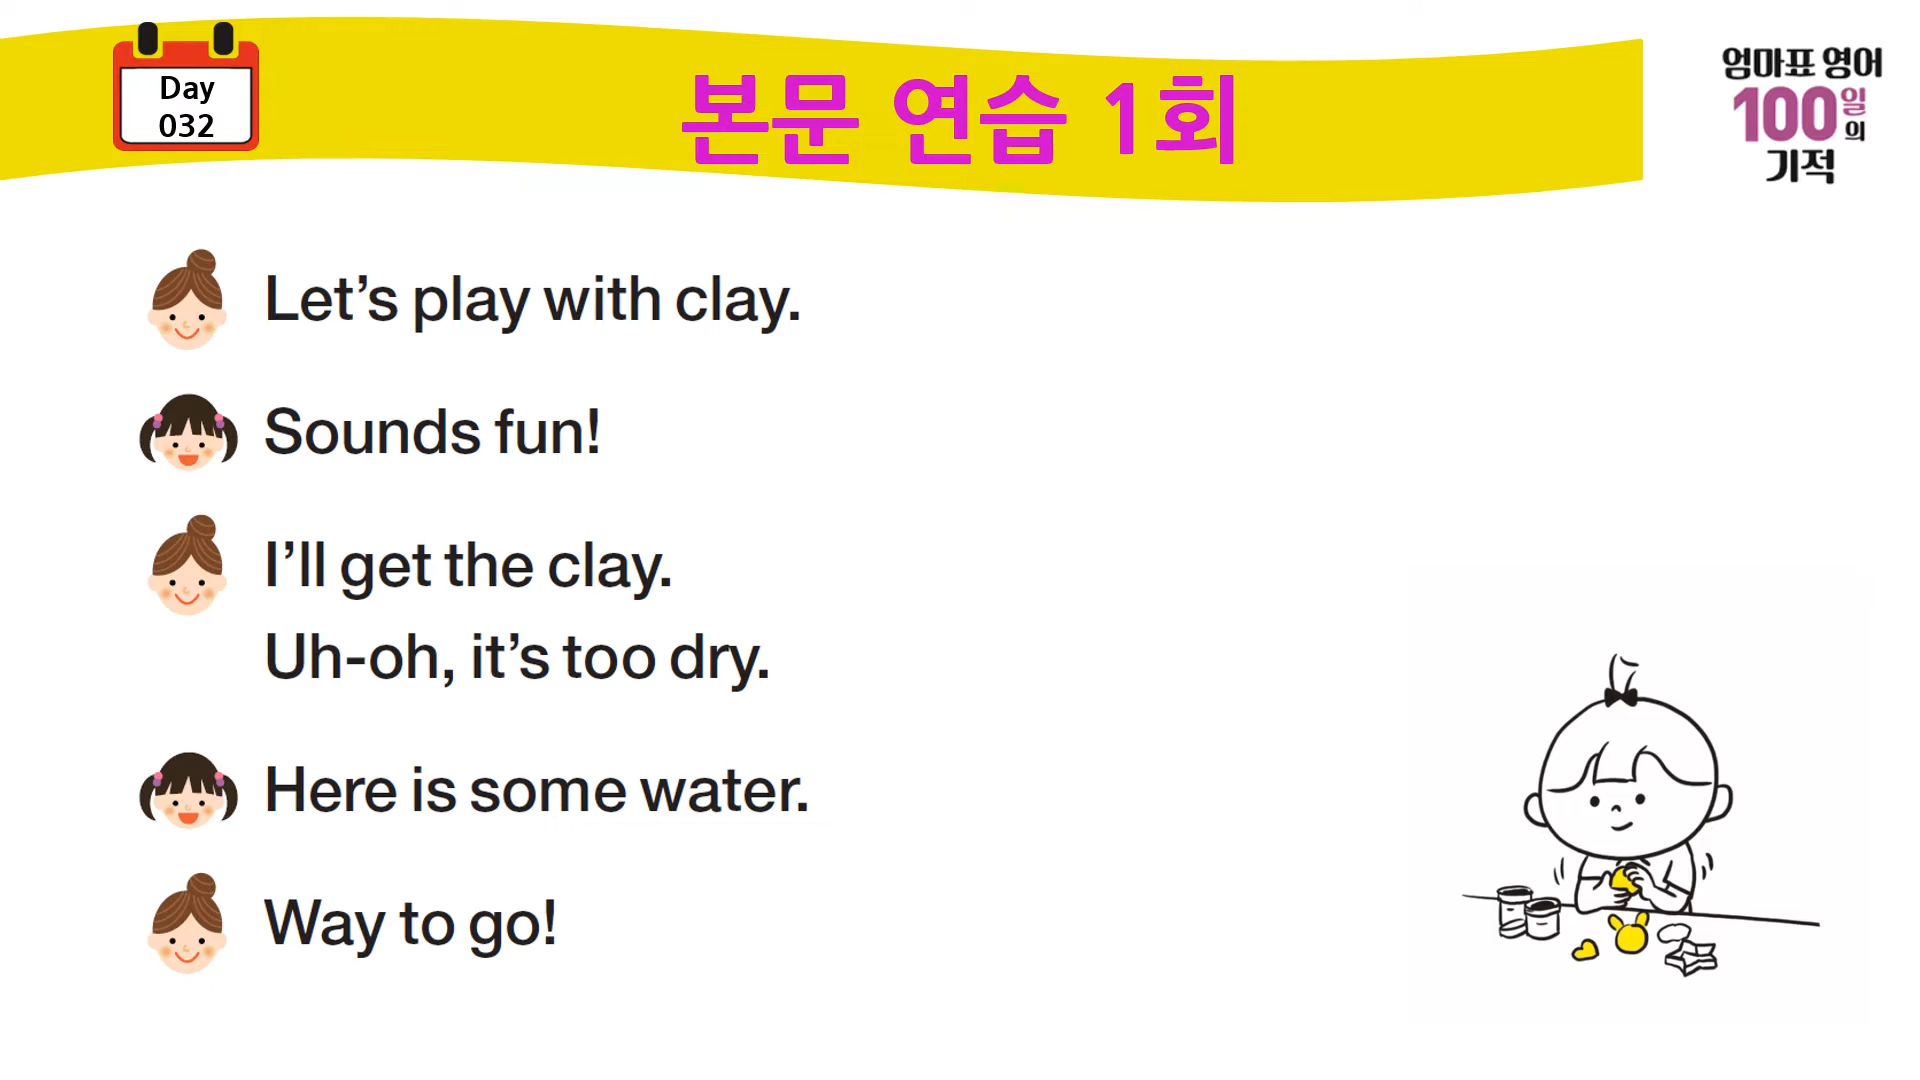 Day
032
본문 연습 1회
엄마표 영어
100일의
기적
Let's play with clay.
Sounds fun!
I'll get the clay.
Uh-oh, it's too dry.
Here is some water.
Way to go!